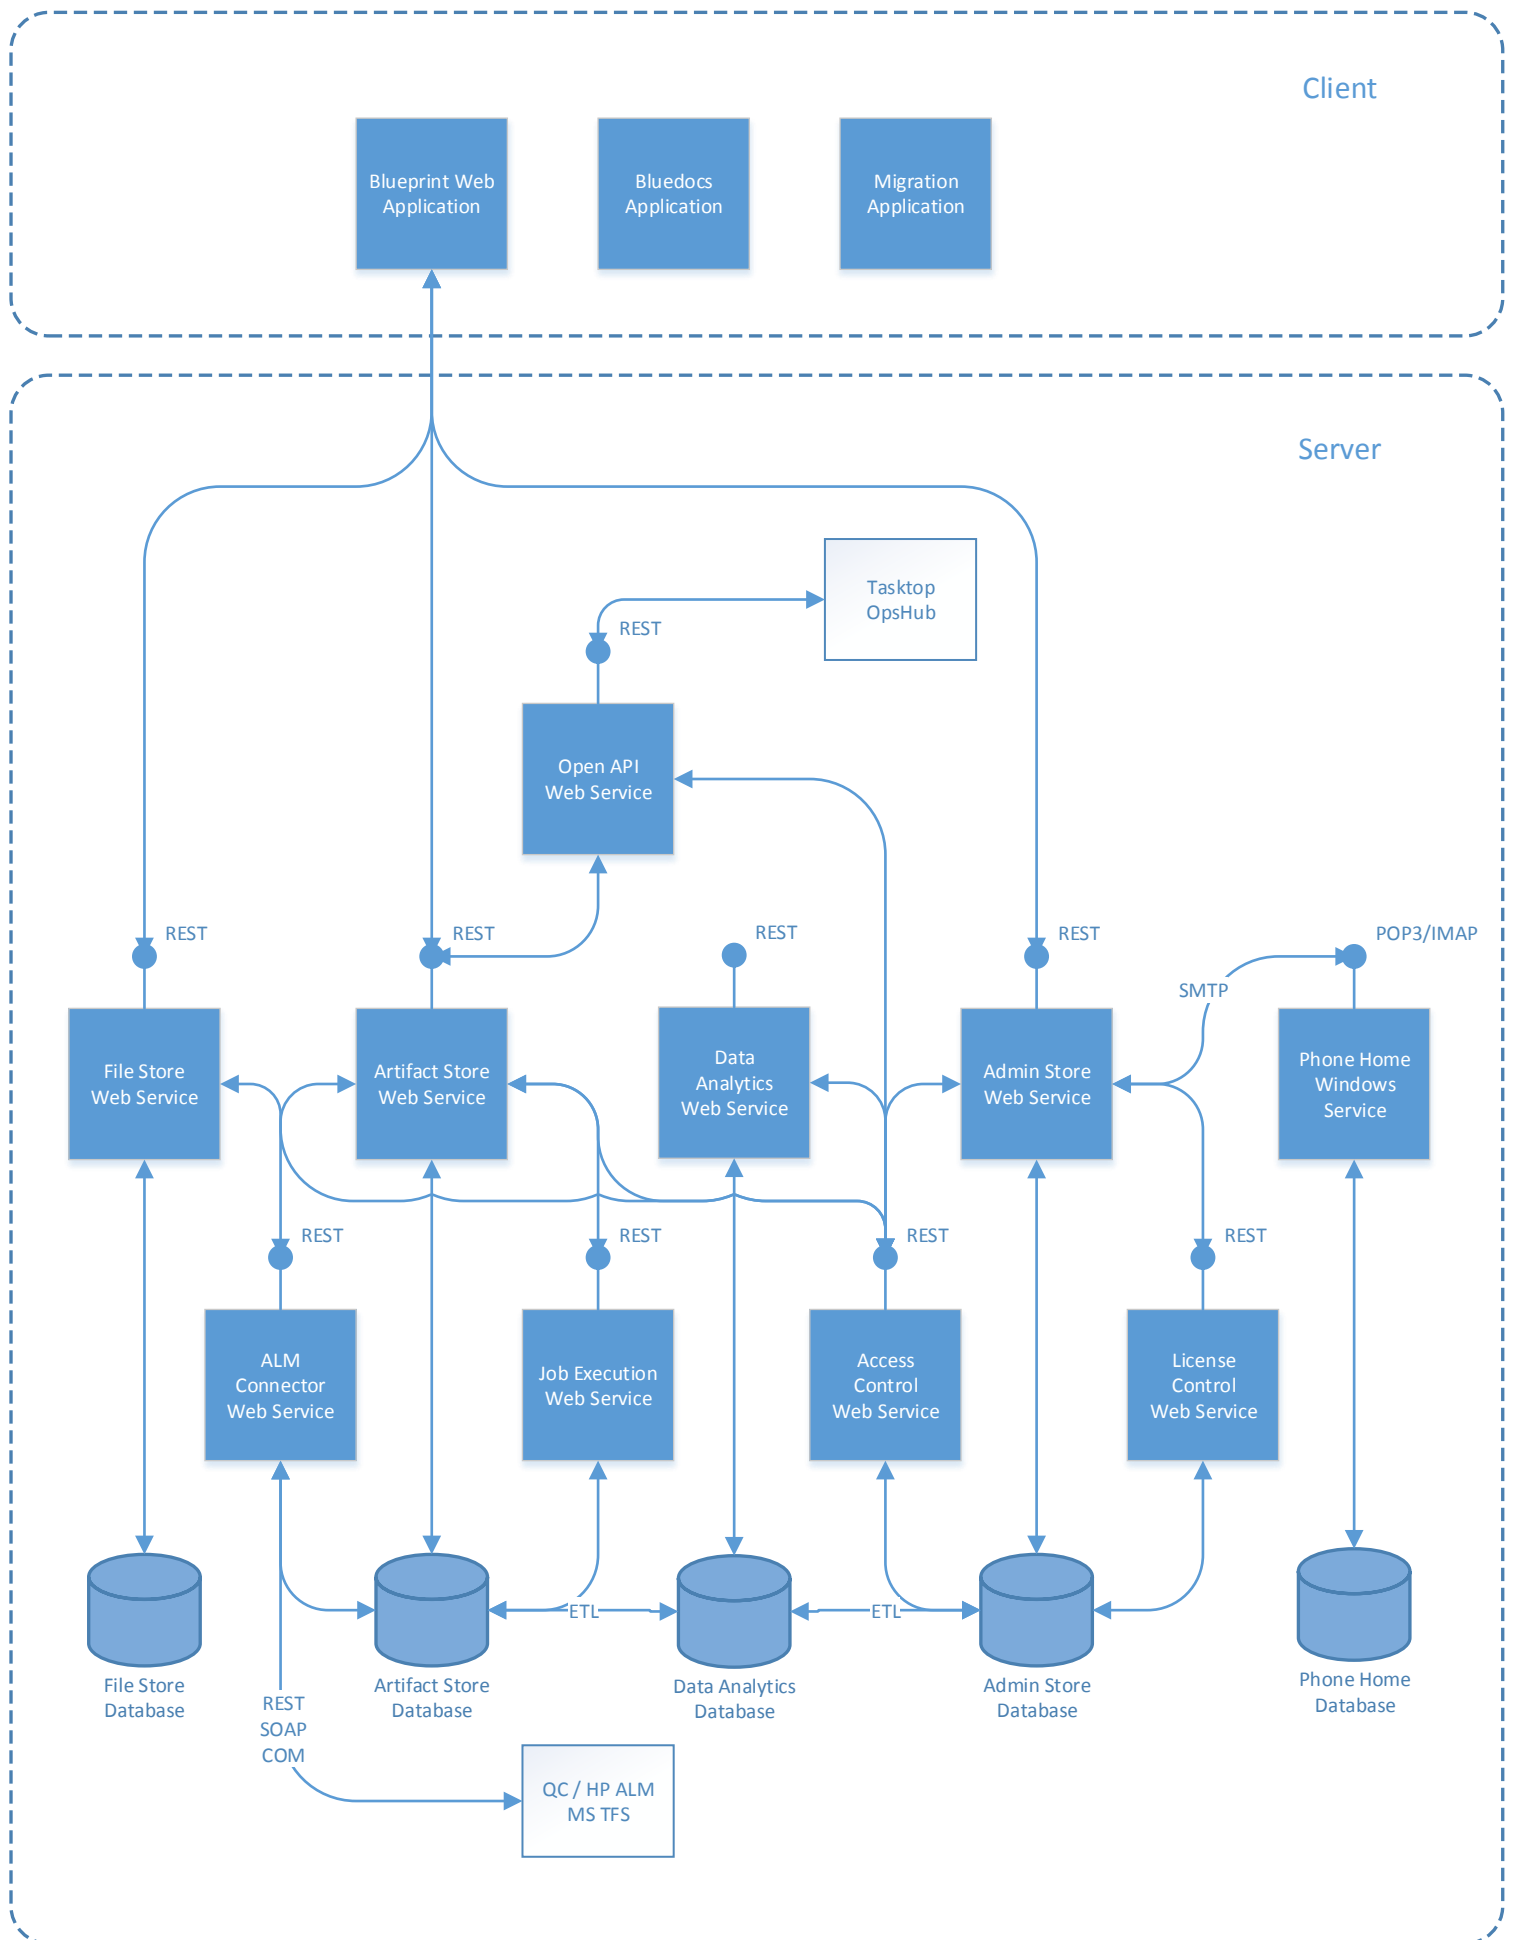 Client
Blueprint Web
Application
Bluedocs
Application
Migration
Application
Server
Tasktop
OpsHub
REST
Open API
Web Service
REST
REST
REST
REST
POP3/IMAP
SMTP
File Store
Web Service
Artifact Store
Web Service
Data
Analytics
Web Service
Admin Store
Web Service
Phone Home
Windows
Service
REST
REST
REST
REST
ALM
Connector
Web Service
Job Execution
Web Service
Access
Control
Web Service
License
Control
Web Service
ETL
ETL
File Store
Database
Artifact Store
Database
Data Analytics
Database
Admin Store
Database
Phone Home
Database
REST
SOAP
COM
QC / HP ALM
MS TFS